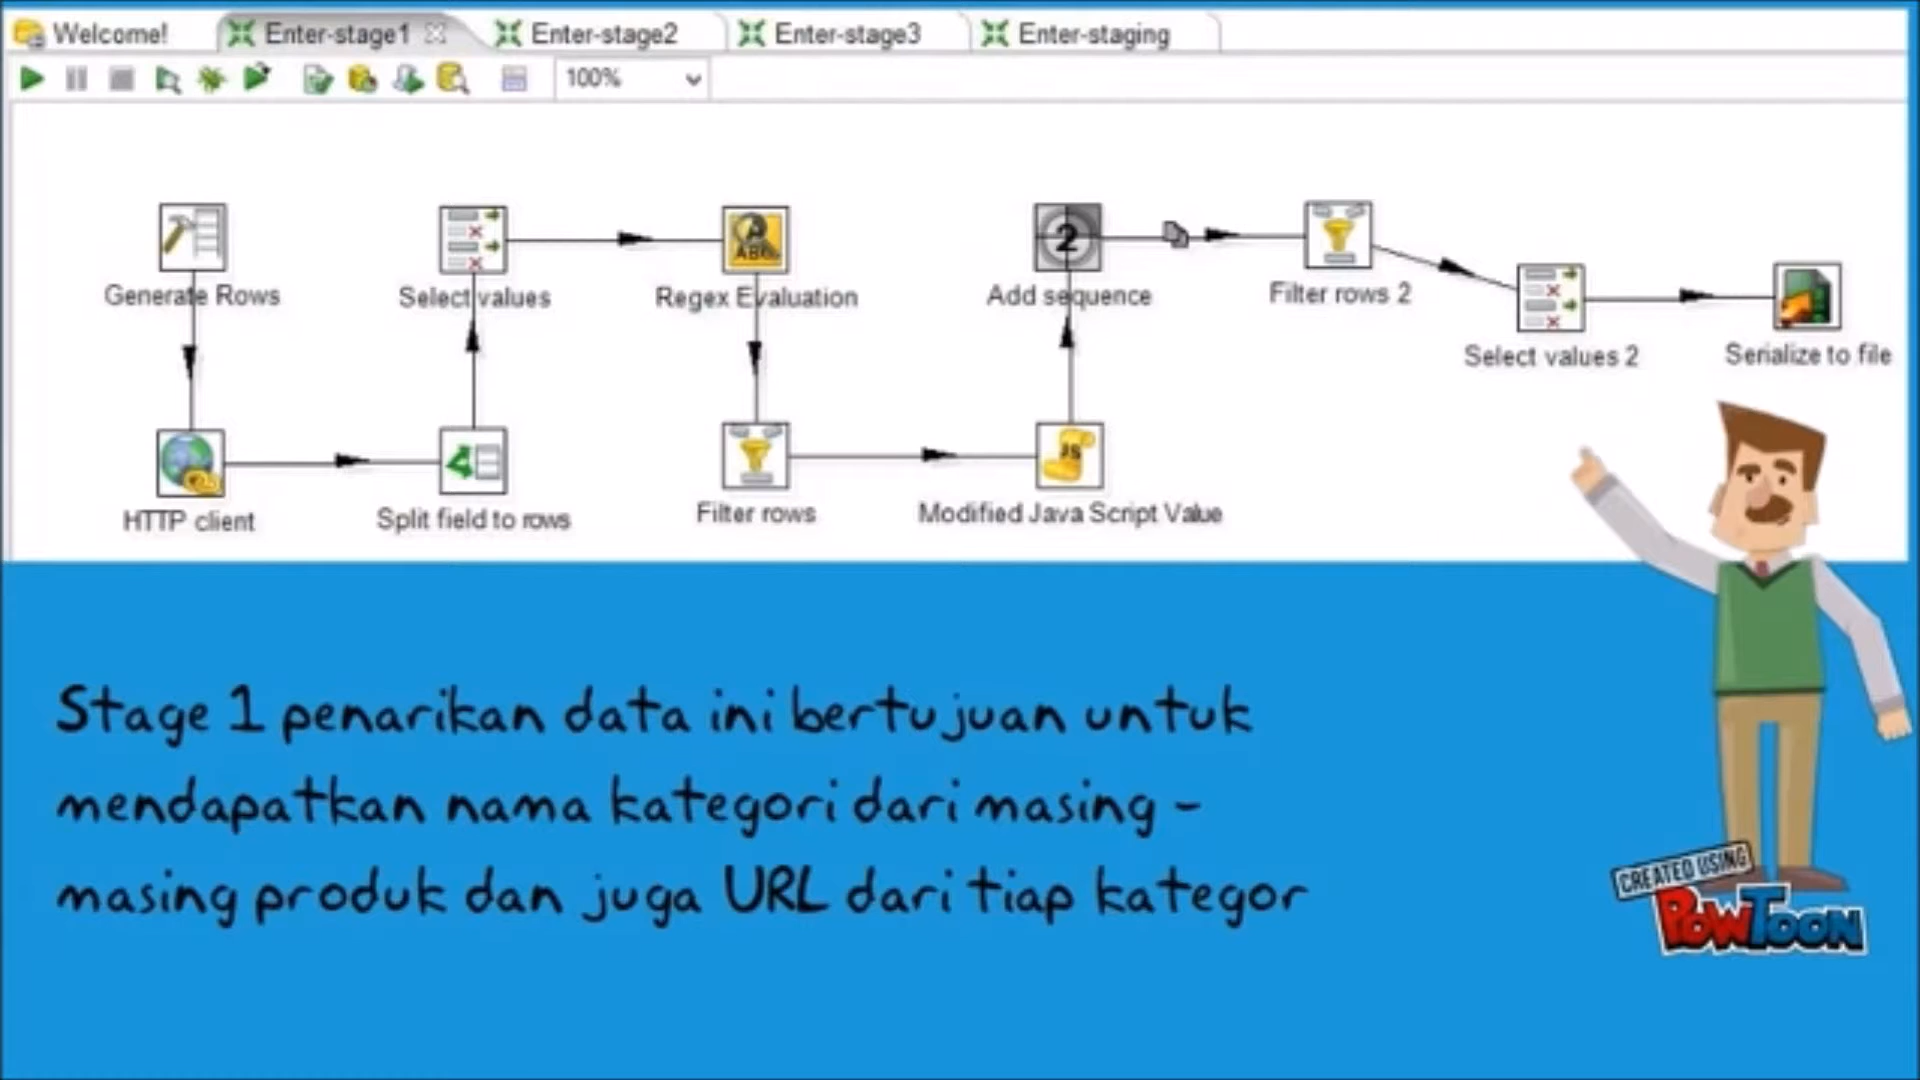 Welcome! Enter-stage1 Enter-stage2 Enter-stage3 Enter-staging
100%
2
ABC
Generate Rows Select values Regex Evaluation Add sequence Filter rows 2
Select values 2 Serialize to file
JS
HTTP client Split field to rows Filter rows Modified Java Script Value
Stage 1 penarikan data ini bertujuan untuk
mendapatkan nama kategori dari masing -
masing produk dan juga URL dari tiap kategor
CREATED USING
POWTOON